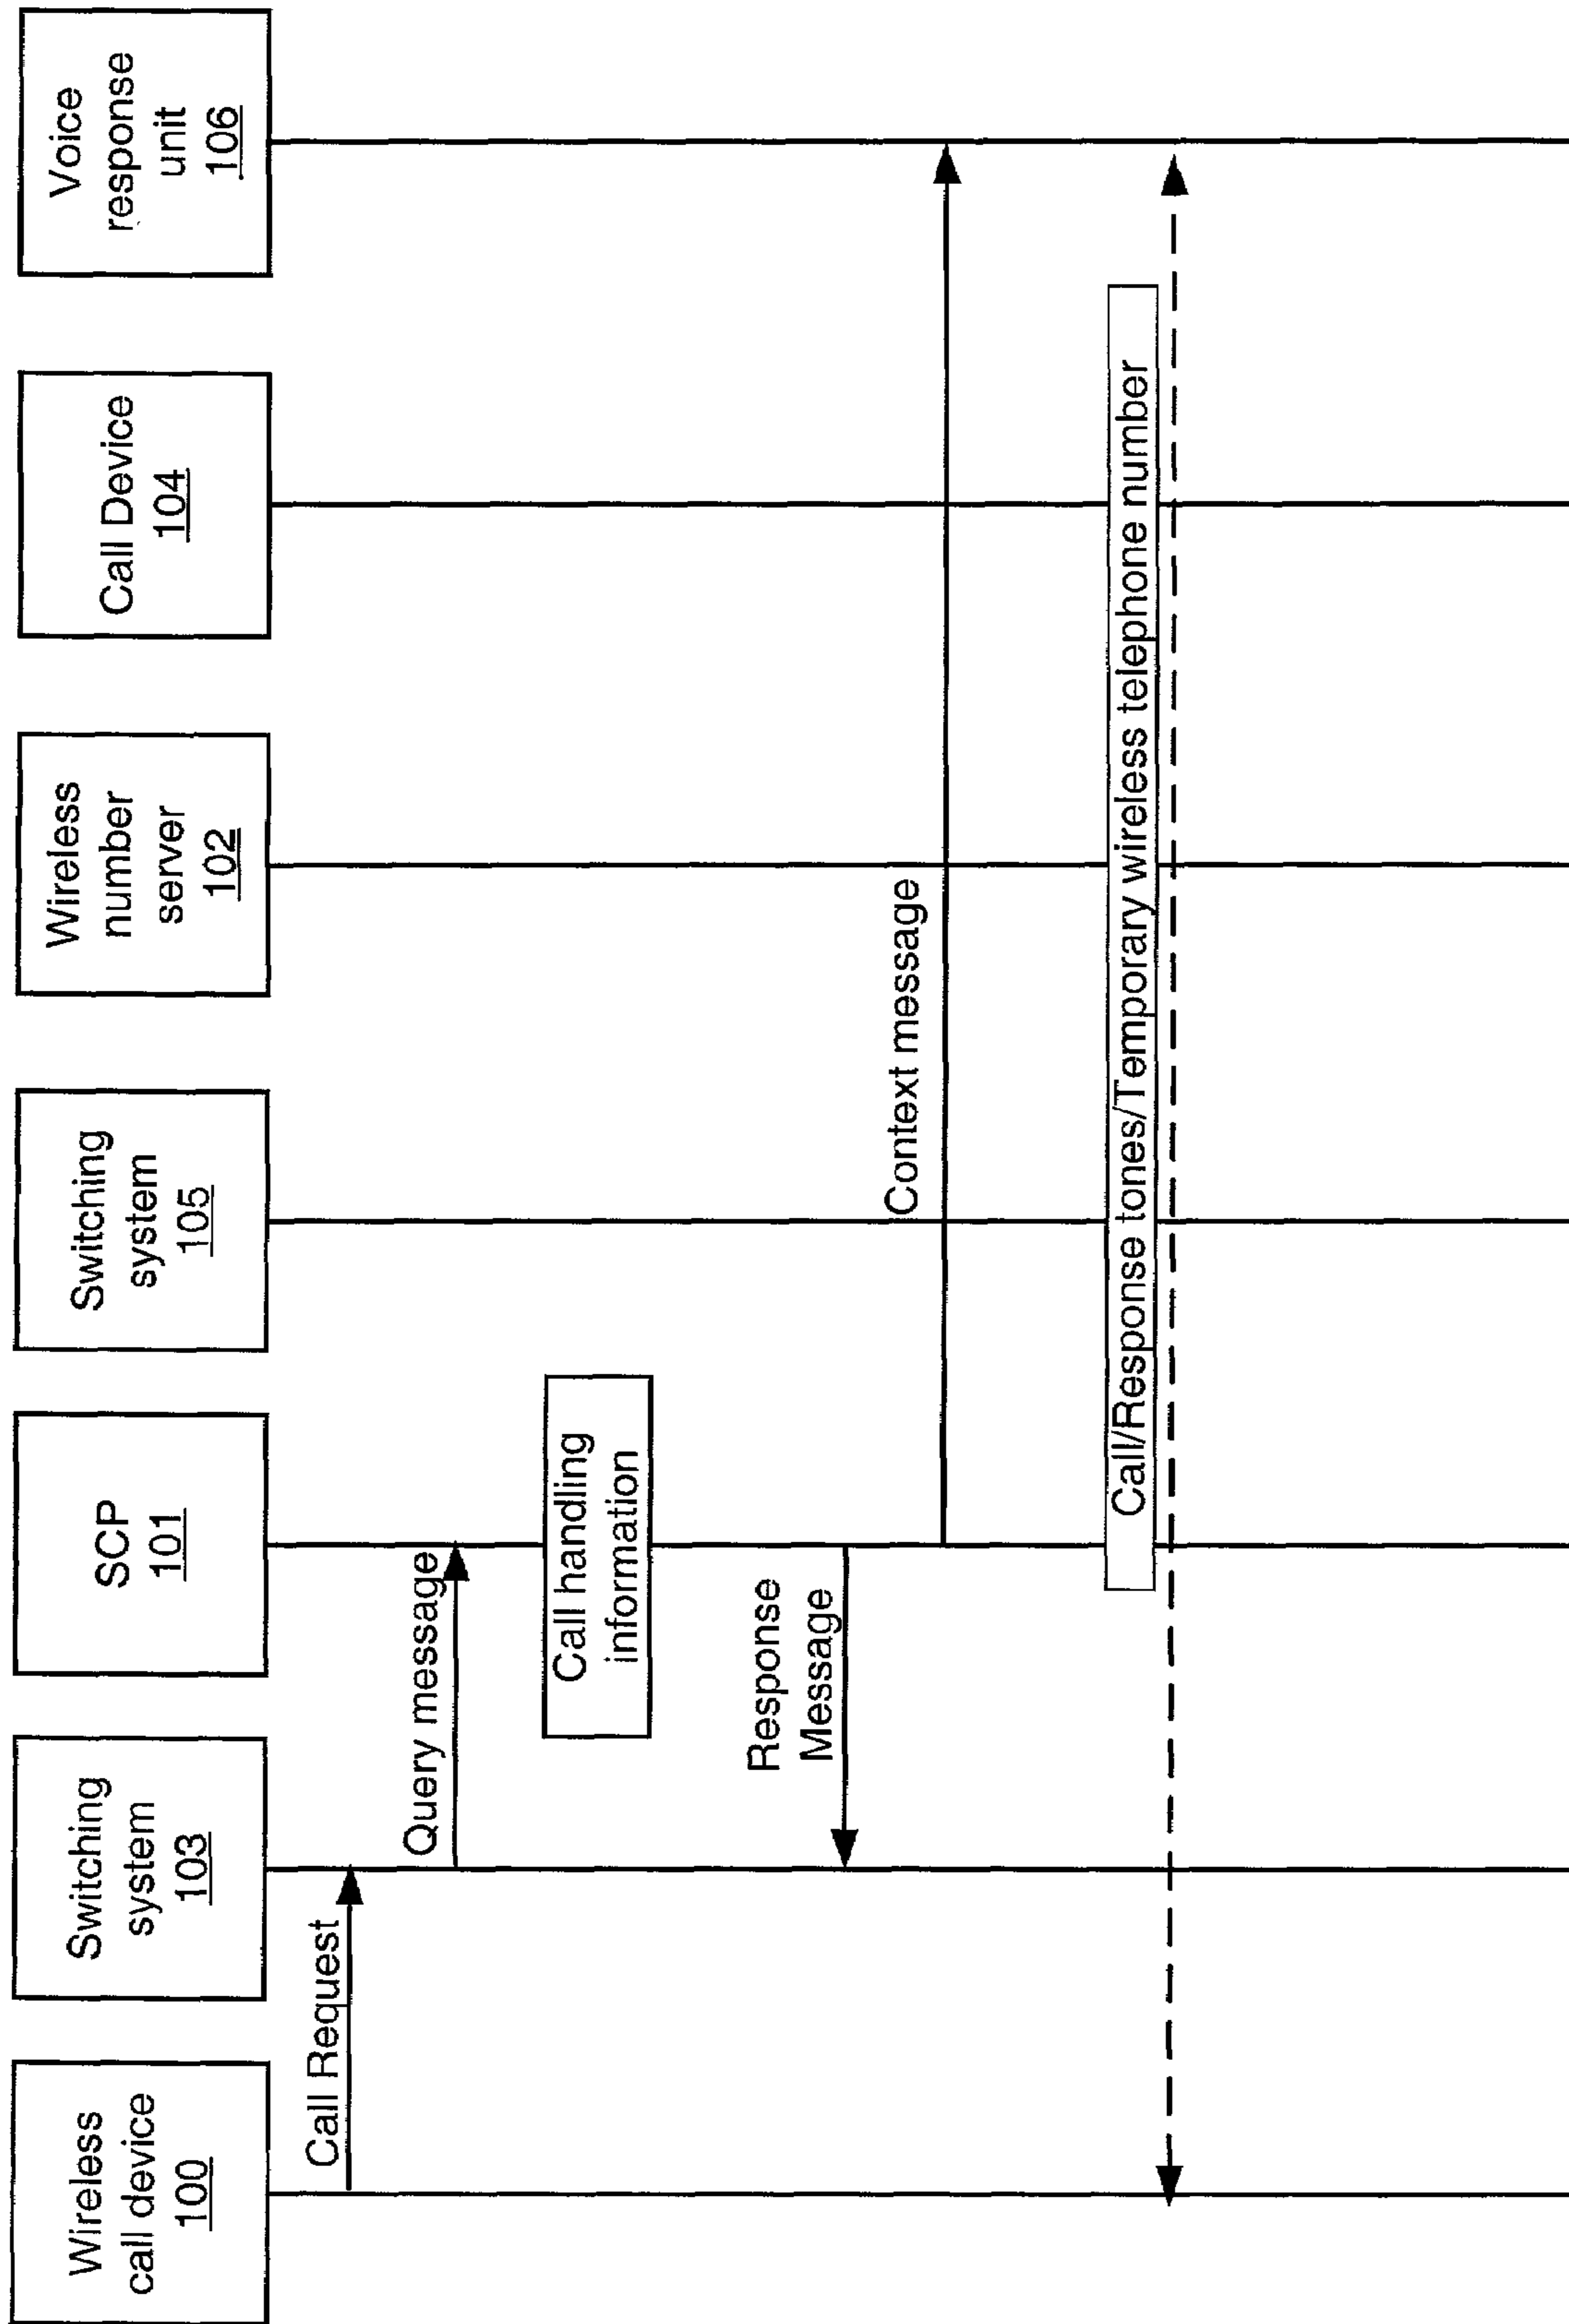 Wireless
call device
100
Switching
system
103
SCP
101
Switching
system
105
Wireless
number
server
102
Call Device
104
Voice
response
unit
106
Call Request
Query message
Call handling
information
Response
Message
Context message
Call/Response tones/Temporary wireless telephone number